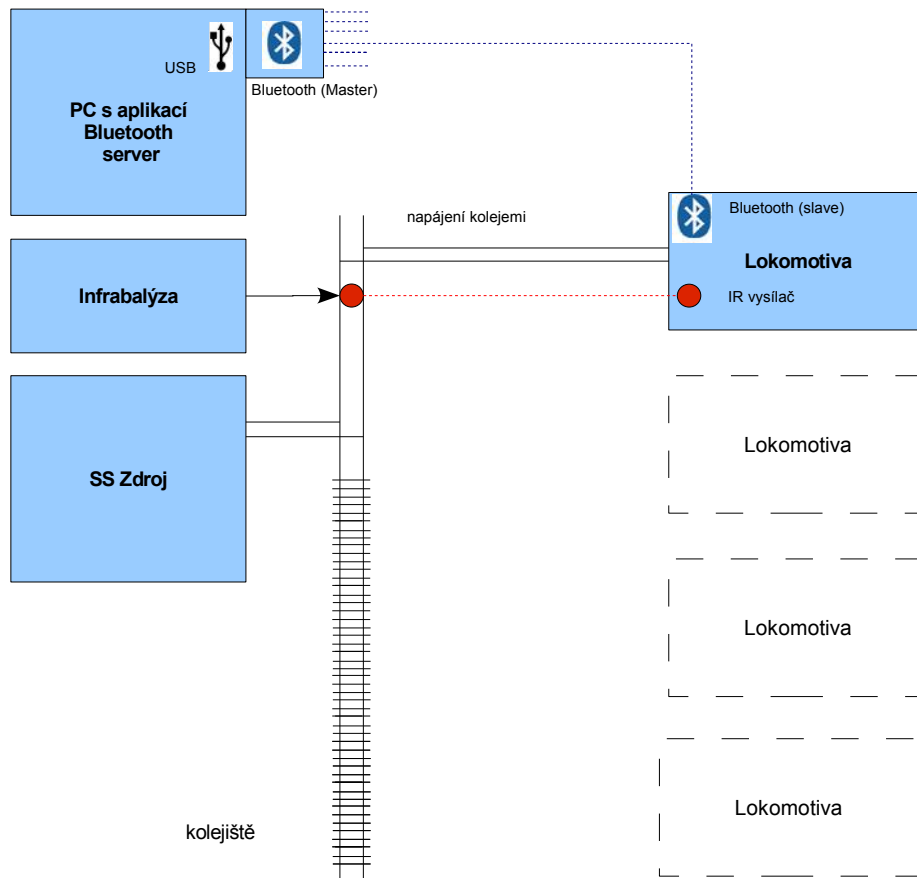 USB
Bluetooth (Master)
PC s aplikací
Bluetooth
server
napájení kolejemi
Bluetooth (slave)
Lokomotiva
IR vysílač
Infrabalýza
SS Zdroj
Lokomotiva
Lokomotiva
Lokomotiva
kolejiště